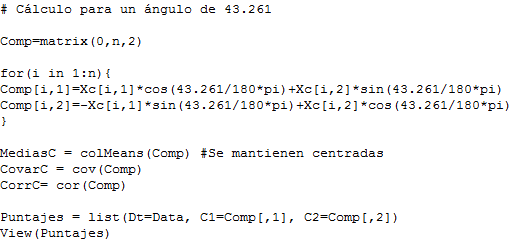 # Cálculo para un ángulo de 43.261
Comp=matrix(0,n,2)
for(i in 1:n){
Comp[i,1]=Xc[i,1]*cos(43.261/180*pi)+Xc[i,2]*sin(43.261/180*pi)
Comp[i,2]=-Xc[i,1]*sin(43.261/180*pi)+Xc[i,2]*cos(43.261/180*pi)
}
MediasC = colMeans(Comp) #Se mantienen centradas
CovarC = cov(Comp)
CorrC= cor(Comp)
Puntajes = list(Dt=Data, C1=Comp[,1], C2=Comp[,2])
View(Puntajes)